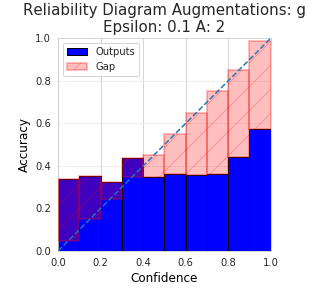 Reliability Diagram Augmentations: g
Epsilon: 0.1 A: 2
Outputs
Gap
Accuracy
1.0
0.8
0.6
0.4
0.2
0.0
0.0 0.2 0.4 0.6 0.8 1.0
Confidence